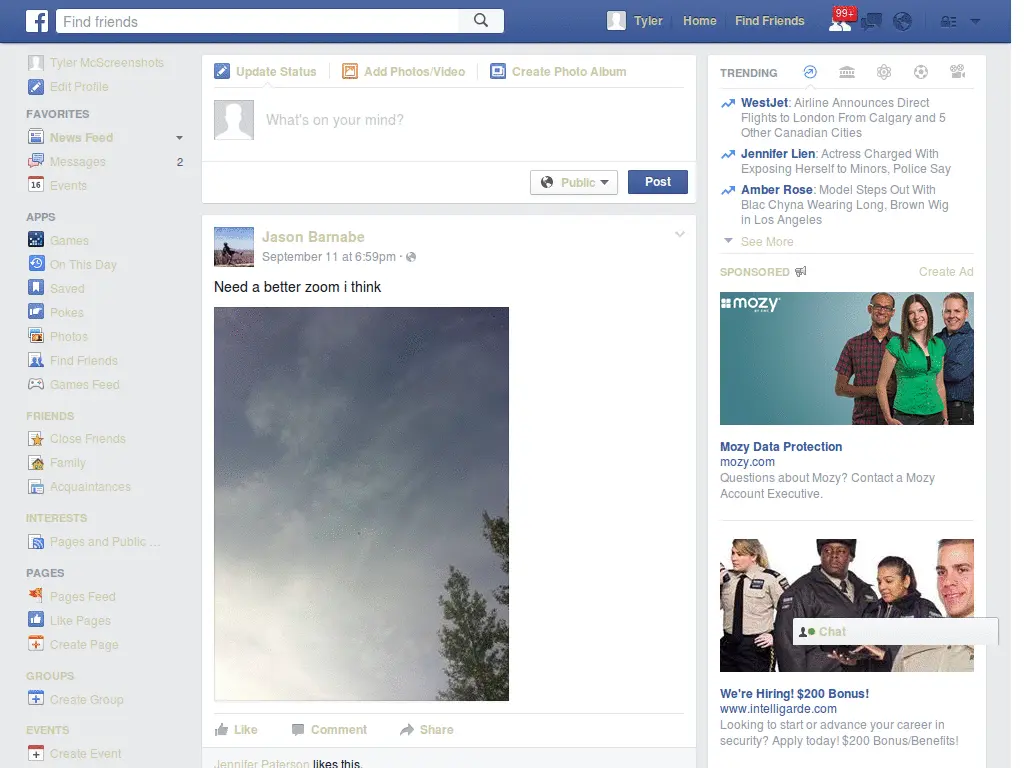 Find friends
Tyler
Home
Find Friends
99+
Tyler McScreenshots
Edit Profile
FAVORITES
News Feed
Messages 2
16 Events
APPS
Games
On This Day
Saved
Pokes
Photos
Find Friends
Games Feed
FRIENDS
Close Friends
Family
Acquaintances
INTERESTS
Pages and Public ...
PAGES
Pages Feed
Like Pages
Create Page
GROUPS
Create Group
EVENTS
Create Event
Update Status
Add Photos/Video
Create Photo Album
What's on your mind?
Public
Post
Jason Barnabe
September 11 at 6:59pm ·
Need a better zoom i think
Like
Comment
Share
Jennifer Paterson likes this.
TRENDING
WestJet: Airline Announces Direct
Flights to London From Calgary and 5
Other Canadian Cities
Jennifer Lien: Actress Charged With
Exposing Herself to Minors, Police Say
Amber Rose: Model Steps Out With
Blac Chyna Wearing Long, Brown Wig
in Los Angeles
See More
SPONSORED
Create Ad
mozy
BY EMC
Mozy Data Protection
mozy.com
Questions about Mozy? Contact a Mozy
Account Executive.
Chat
We're Hiring! $200 Bonus!
www.intelligarde.com
Looking to start or advance your career in
security? Apply today! $200 Bonus/Benefits!